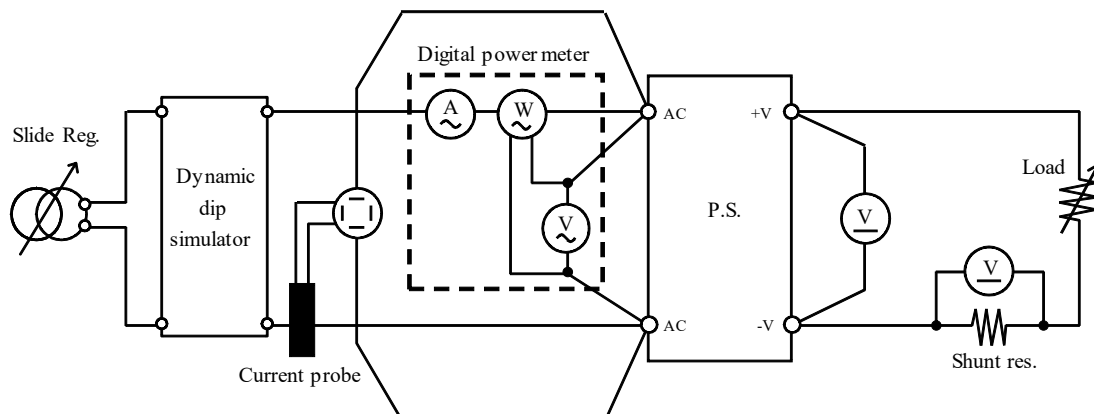 Digital power meter
Slide Reg.
Dynamic
dip
simulator
A
W
V
AC
+V
P.S.
V
Load
V
AC
-V
Current probe
Shunt res.